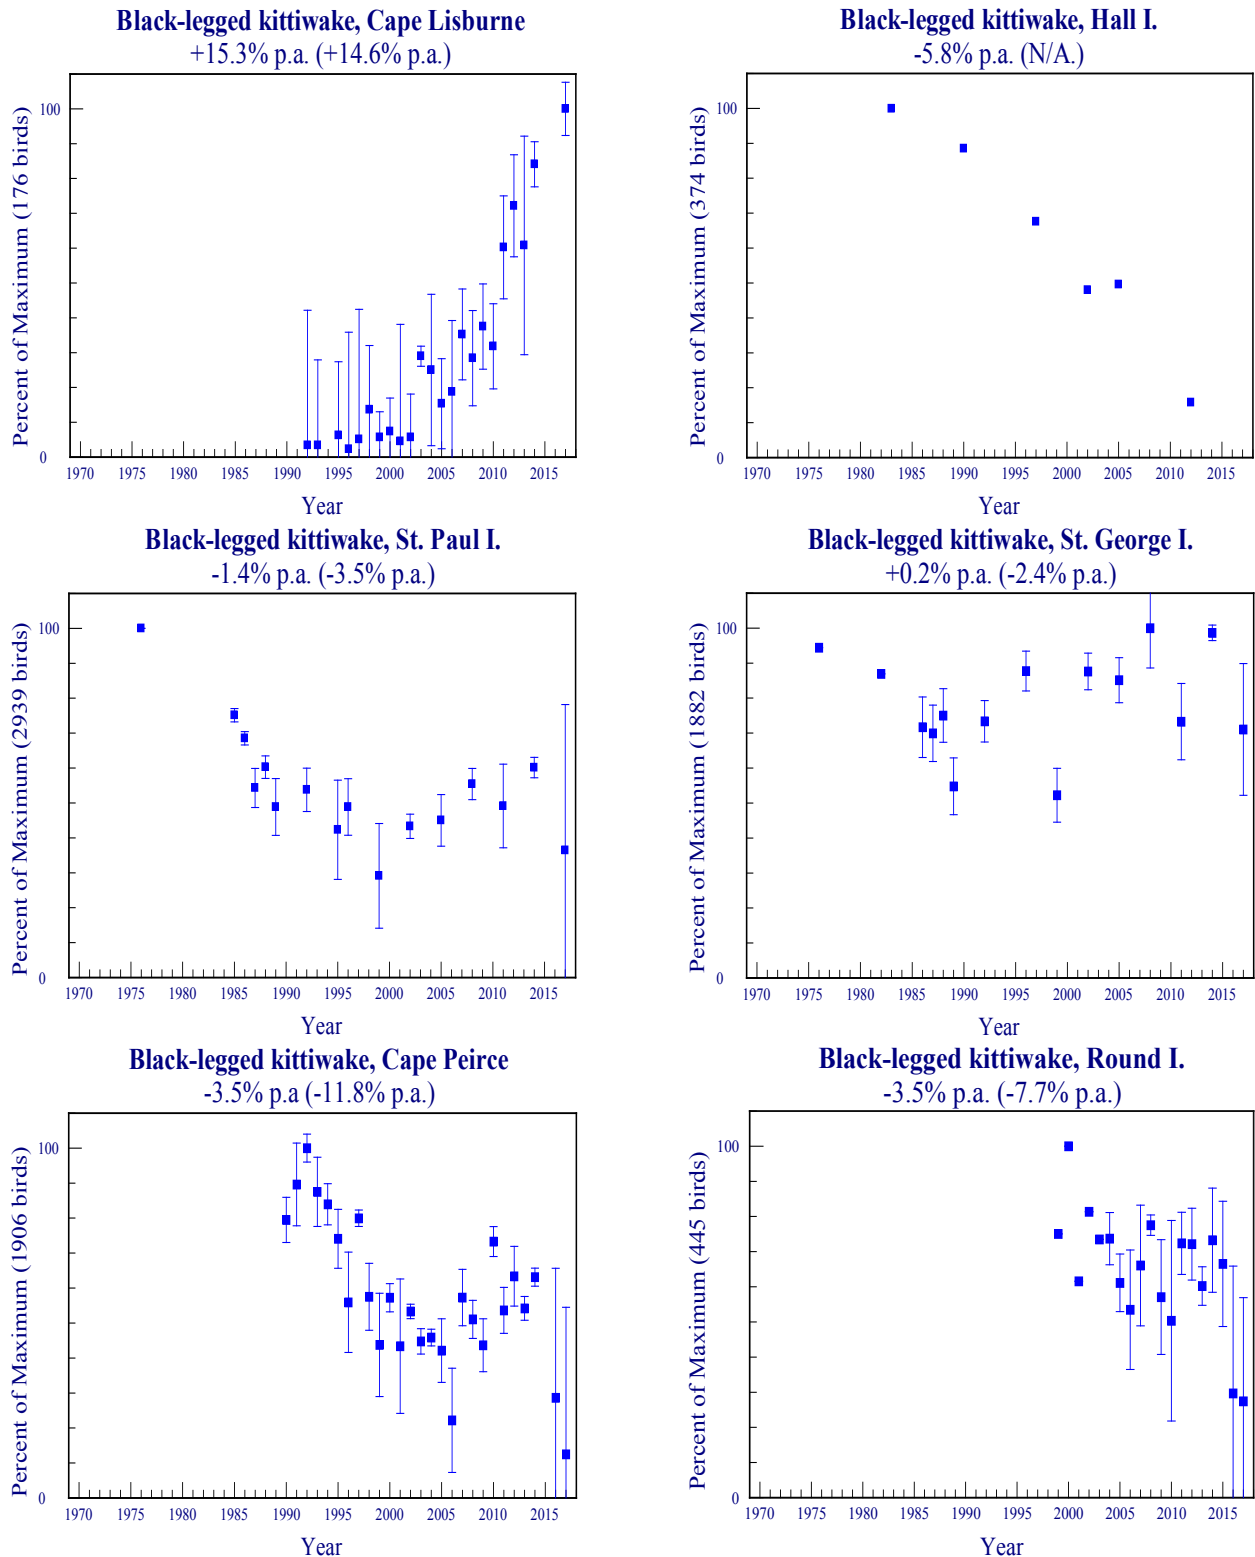 Black-legged kittiwake, Cape Lisburne
+15.3% p.a. (+14.6% p.a.)
Percent of Maximum (176 birds)
100
0
1970 1975 1980 1985 1990 1995 2000 2005 2010 2015
Year
Black-legged kittiwake, Hall I.
-5.8% p.a. (N/A.)
Percent of Maximum (374 birds)
100
0
1970 1975 1980 1985 1990 1995 2000 2005 2010 2015
Year
Black-legged kittiwake, St. Paul I.
-1.4% p.a. (-3.5% p.a.)
Percent of Maximum (2939 birds)
100
0
1970 1975 1980 1985 1990 1995 2000 2005 2010 2015
Year
Black-legged kittiwake, St. George I.
+0.2% p.a. (-2.4% p.a.)
Percent of Maximum (1882 birds)
100
0
1970 1975 1980 1985 1990 1995 2000 2005 2010 2015
Year
Black-legged kittiwake, Cape Peirce
-3.5% p.a (-11.8% p.a.)
Percent of Maximum (1906 birds)
100
0
1970 1975 1980 1985 1990 1995 2000 2005 2010 2015
Year
Black-legged kittiwake, Round I.
-3.5% p.a. (-7.7% p.a.)
Percent of Maximum (445 birds)
100
0
1970 1975 1980 1985 1990 1995 2000 2005 2010 2015
Year